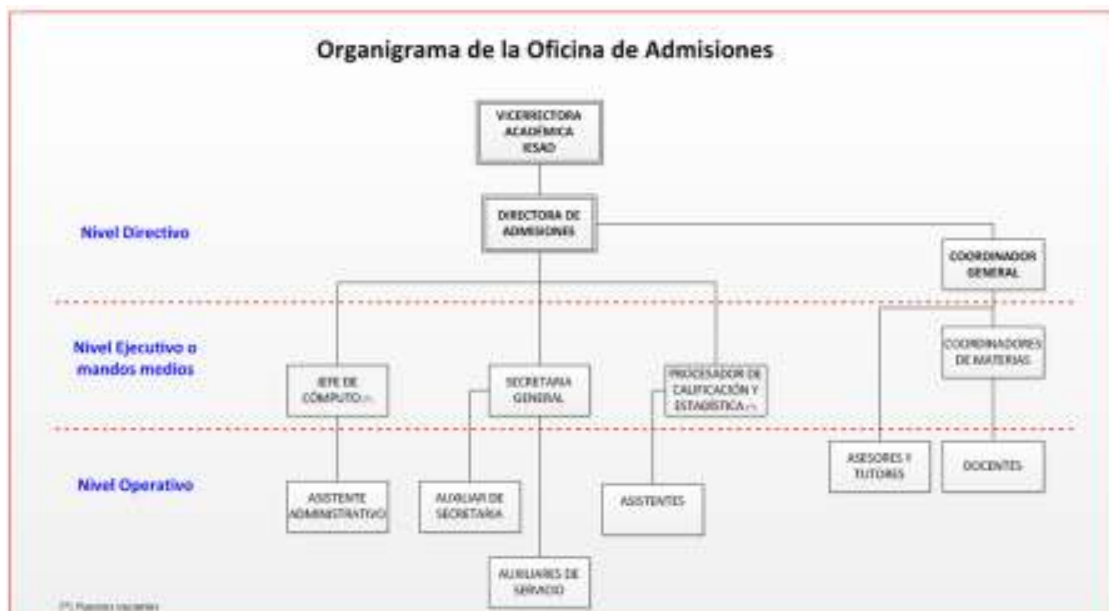 Organigrama de la Oficina de Admisiones
VICERRECTORA
ACADÉMICA
IESAD
Nivel Directivo
DIRECTORA DE
ADMISIONES
COORDINADOR
GENERAL
Nivel Ejecutivo o
mandos medios
JEFE DE
CÓMPUTO (*)
SECRETARIA
GENERAL
PROCESADOR DE
CALIFICACIÓN Y
ESTADÍSTICA (*)
COORDINADORES
DE MATERIAS
Nivel Operativo
ASISTENTE
ADMINISTRATIVO
AUXILIAR DE
SECRETARIA
ASISTENTES
ASESORES Y
TUTORES
DOCENTES
AUXILIARES DE
SERVICIO
(*)